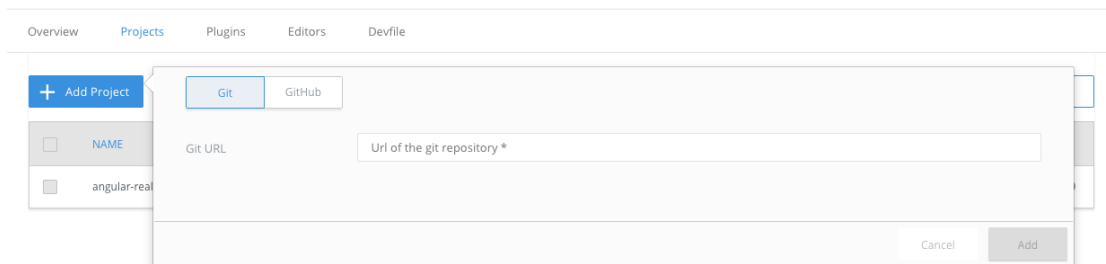 Overview Projects Plugins Editors Devfile
Add Project
Git GitHub
NAME
Git URL Url of the git repository *
angular-real
Cancel Add